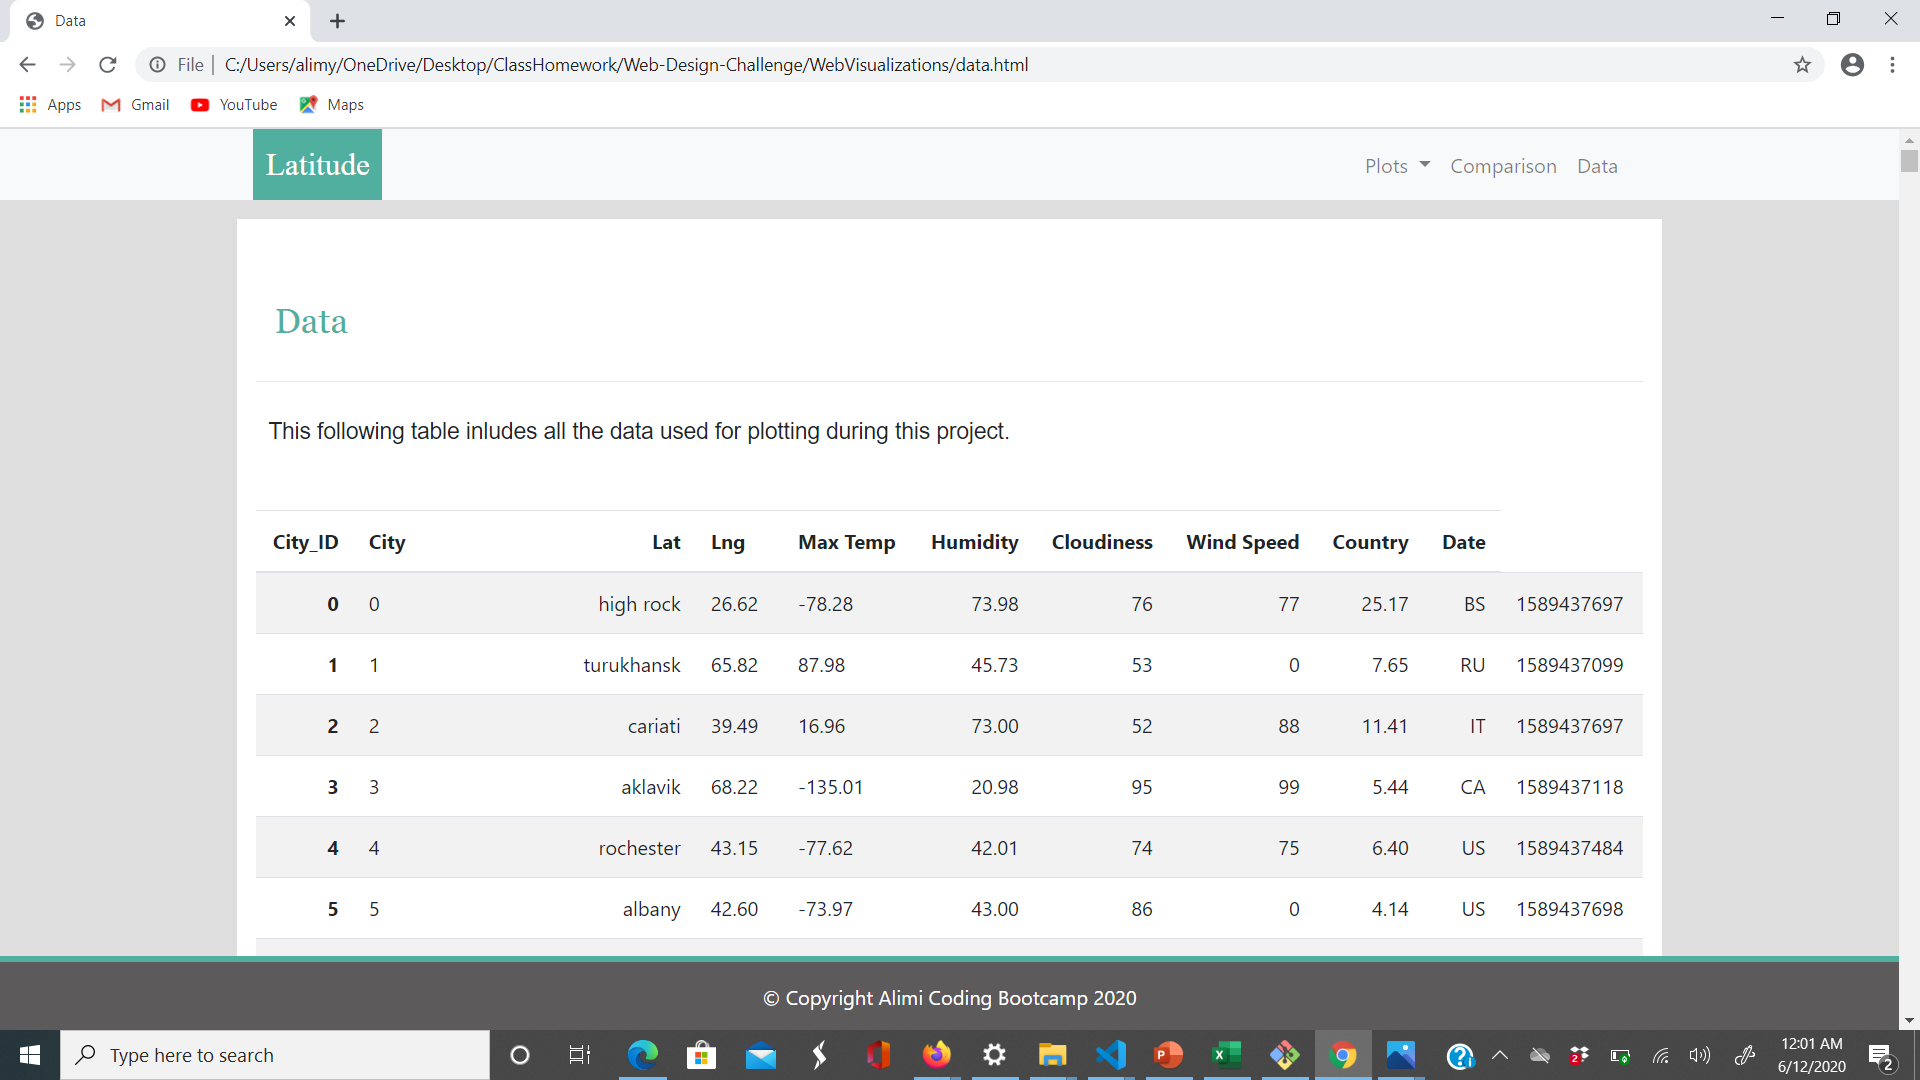 Data
File | C:/Users/alimy/OneDrive/Desktop/ClassHomework/Web-Design-Challenge/WebVisualizations/data.html
Apps Gmail YouTube Maps
Latitude Plots Comparison Data
Data
This following table inludes all the data used for plotting during this project.
City_ID City Lat Lng Max Temp Humidity Cloudiness Wind Speed Country Date
0 0 high rock 26.62 -78.28 73.98 76 77 25.17 BS 1589437697
1 1 turukhansk 65.82 87.98 45.73 53 0 7.65 RU 1589437099
2 2 cariati 39.49 16.96 73.00 52 88 11.41 IT 1589437697
3 3 aklavik 68.22 -135.01 20.98 95 99 5.44 CA 1589437118
4 4 rochester 43.15 -77.62 42.01 74 75 6.40 US 1589437484
5 5 albany 42.60 -73.97 43.00 86 0 4.14 US 1589437698
© Copyright Alimi Coding Bootcamp 2020
Type here to search
12:01 AM
6/12/2020
2
2